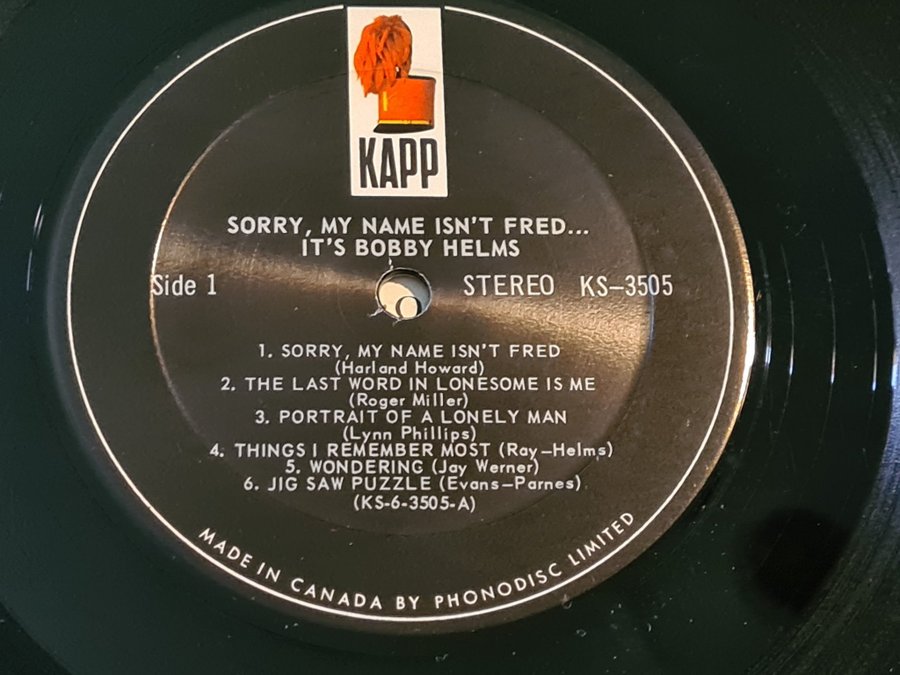 KAPP
SORRY, MY NAME ISN'T FRED...
IT'S BOBBY HELMS
Side 1 STEREO KS-3505
1. SORRY, MY NAME ISN'T FRED
(Harland Howard)
2. THE LAST WORD IN LONESOME IS ME
(Roger Miller)
3. PORTRAIT OF A LONELY MAN
(Lynn Phillips)
4. THINGS I REMEMBER MOST (Ray-Helms)
5. WONDERING (Jay Werner)
6. JIG SAW PUZZLE (Evans-Parnes)
(KS-6-3505-A)
MADE IN CANADA BY PHONODISC LIMITED